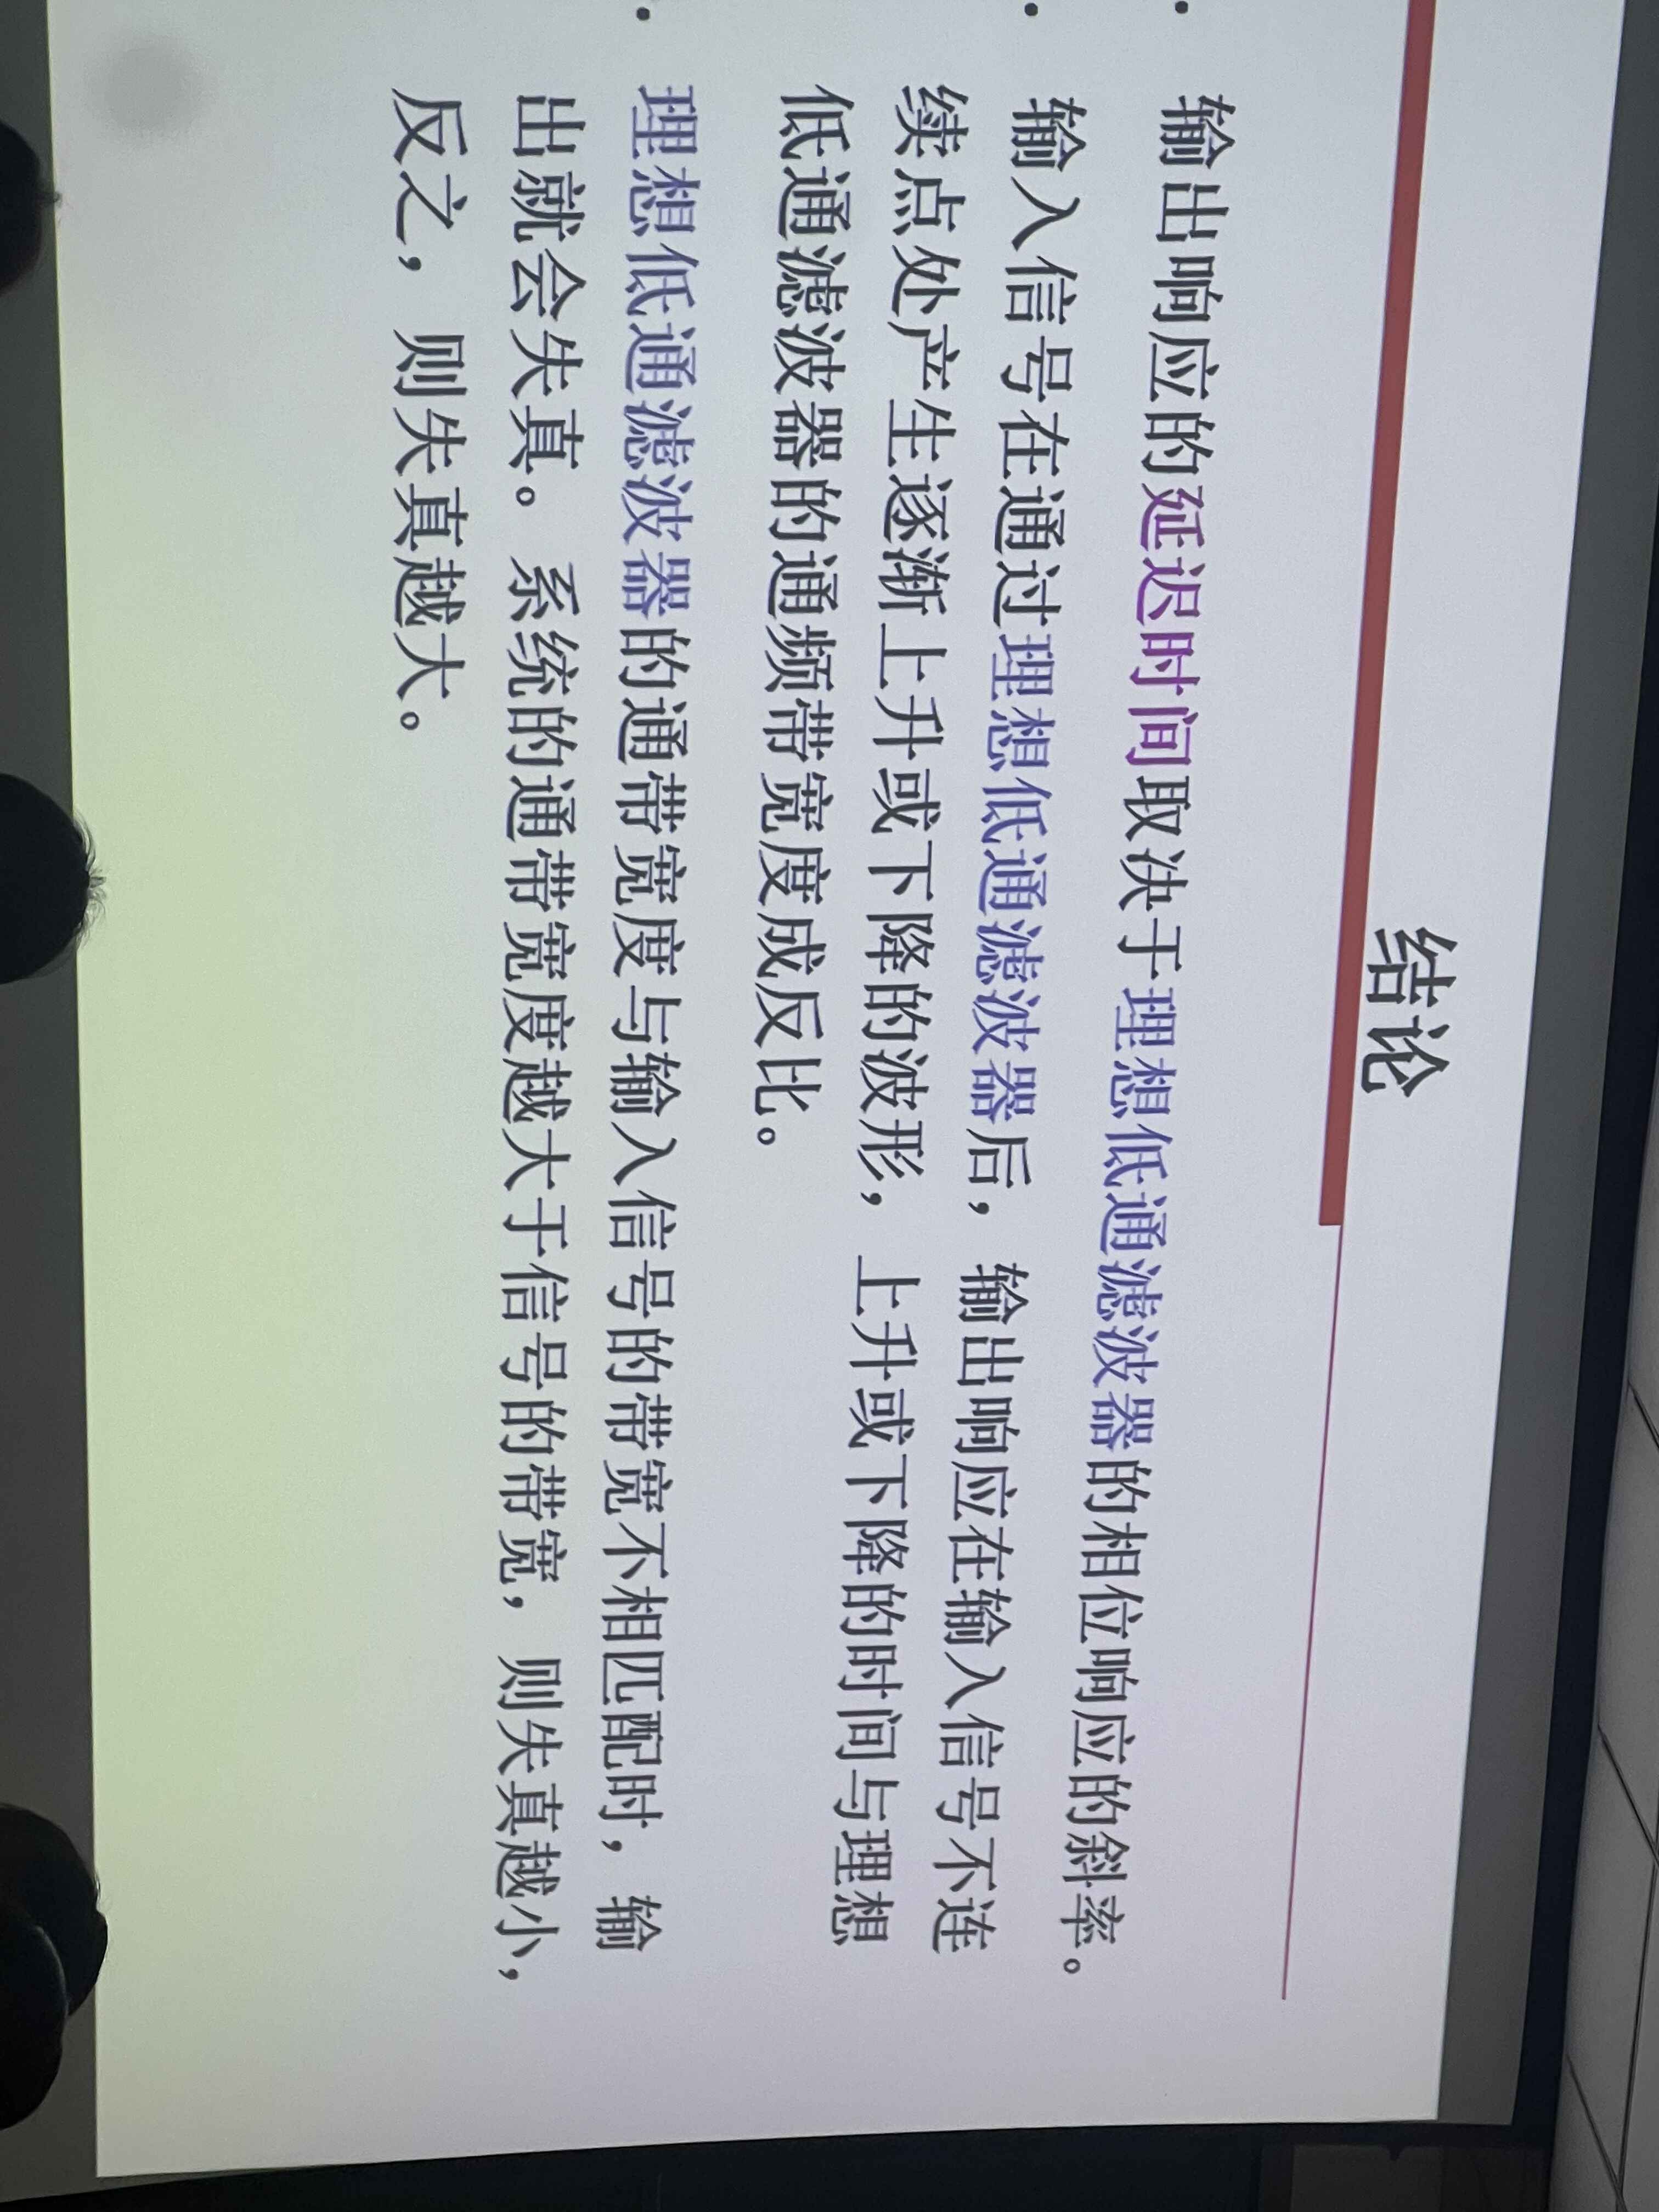 结论
· 输出响应的延迟时间取决于理想低通滤波器的相位响应的斜率。
· 输入信号在通过理想低通滤波器后，输出响应在输入信号不连
续点处产生逐渐上升或下降的波形，上升或下降的时间与理想
低通滤波器的通频带宽度成反比。
· 理想低通滤波器的通带宽度与输入信号的带宽不相匹配时，输
出就会失真。系统的通带宽度越大于信号的带宽，则失真越小，
反之，则失真越大。